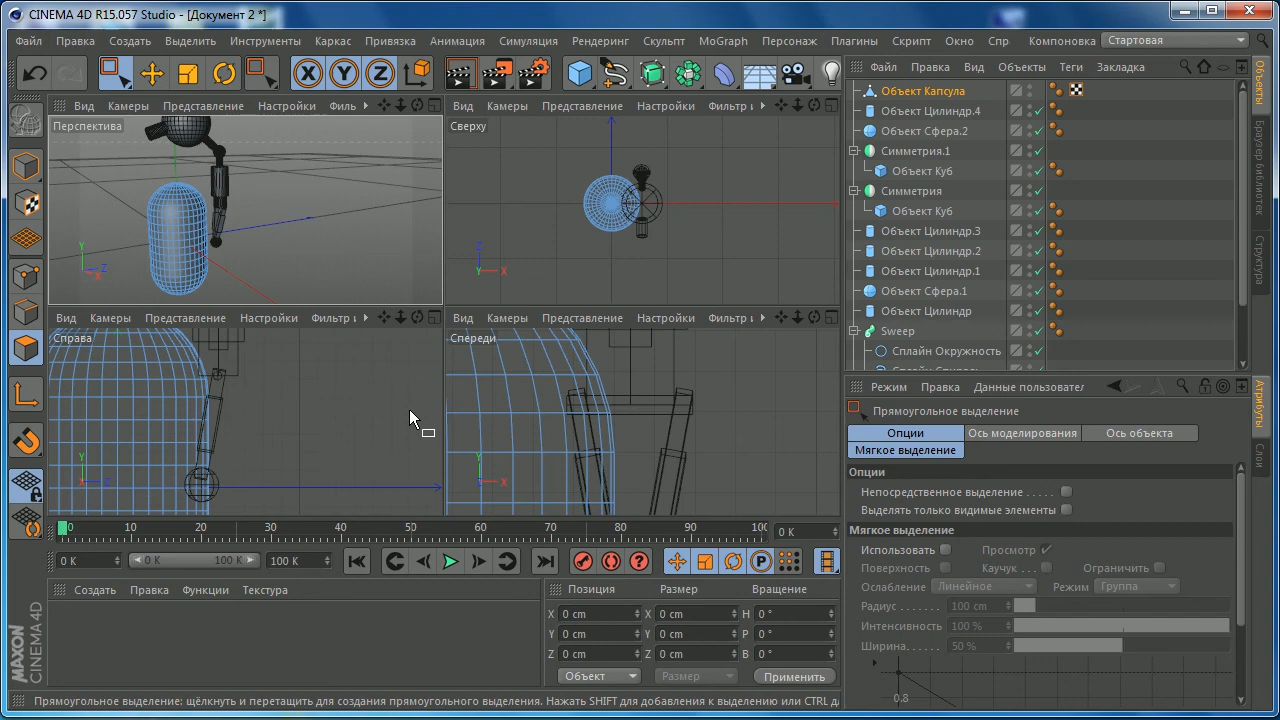 CINEMA 4D R15.057 Studio - [Документ 2 *]
Файл Правка Создать Выделить Инструменты Каркас Привязка Анимация Симуляция Рендеринг Скульпт MoGraph Персонаж Плагины Скрипт Окно Спр Компоновка Стартовая
X Y Z
Файл Правка Вид Объекты Теги Закладка
Вид Камеры Представление Настройки Филь
Вид Камеры Представление Настройки Фильтр и
Перспектива
Сверху
Y Z X
Z Y X
Вид Камеры Представление Настройки Фильтр и
Вид Камеры Представление Настройки Фильтр и
Справа
Спереди
Y X Z
Y Z X
Объект Капсула
Объект Цилиндр.4
Объект Сфера.2
Симметрия.1
Объект Куб
Симметрия
Объект Куб
Объект Цилиндр.3
Объект Цилиндр.2
Объект Цилиндр.1
Объект Сфера.1
Объект Цилиндр
Sweep
Сплайн Окружность
Объекты
Браузер библиотек
Структура
Режим Правка Данные пользовател
Прямоугольное выделение
Опции Ось моделирования Ось объекта
Мягкое выделение
Опции
Непосредственное выделение . . . . .
Выделять только видимые элементы
Мягкое выделение
Использовать Просмотр
Поверхность Каучук . . . Ограничить
Ослабление Линейное Режим Группа
Радиус . . . . . . . 100 cm
Интенсивность 100 %
Ширина. . . . . . 50 %
0.8
Атрибуты
Слои
0 10 20 30 40 50 60 70 80 90 100 0 K
0 K 0 K 100 K 100 K
P
Создать Правка Функции Текстура
Позиция Размер Вращение
X 0 cm X 0 cm H 0 °
Y 0 cm Y 0 cm P 0 °
Z 0 cm Z 0 cm B 0 °
Объект Размер Применить
MAXON
CINEMA 4D
Прямоугольное выделение: щёлкнуть и перетащить для создания прямоугольного выделения. Нажать SHIFT для добавления к выделению или CTRL дл